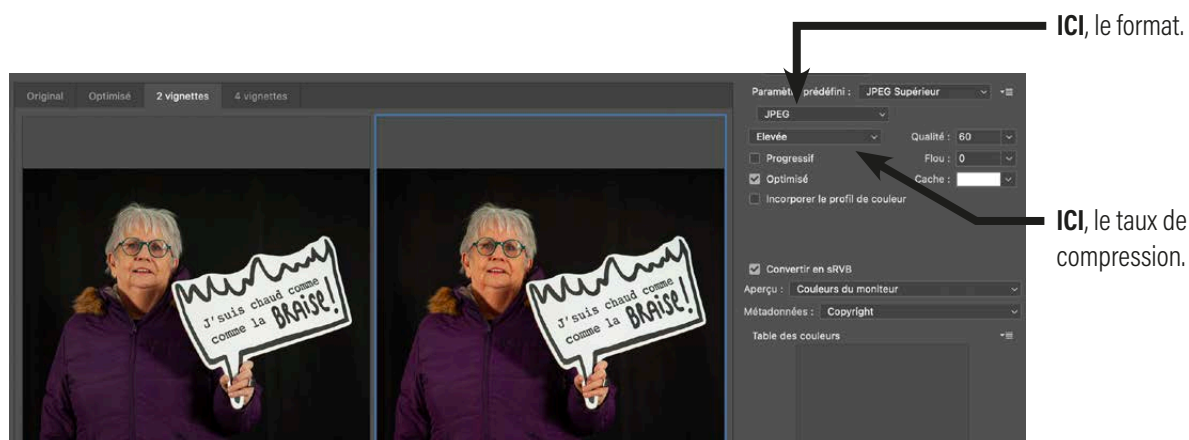 ICI, le format.
Original Optimisé 2 vignettes 4 vignettes
Paramètre prédéfini : JPEG Supérieur
JPEG
Elevée Qualité : 60
Progressif Flou : 0
Optimisé Cache :
Incorporer le profil de couleur
ICI, le taux de
compression.
Convertir en sRVB
Aperçu : Couleurs du moniteur
Métadonnées : Copyright
Table des couleurs
J'suis chaud comme
comme la BRAISE!
J'suis chaud comme
comme la BRAISE!